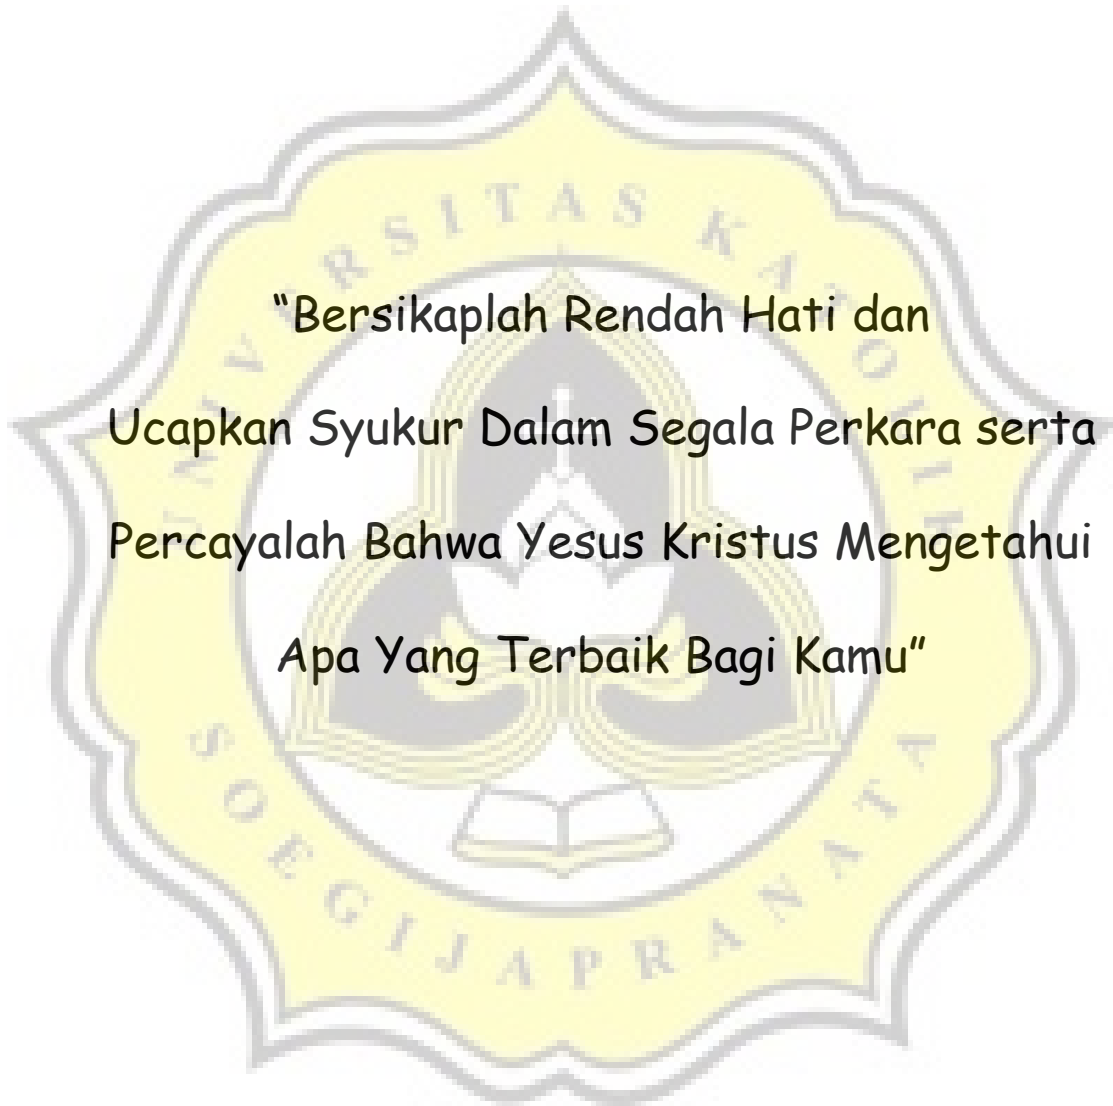 UNIVERSITAS KATOLIK
"Bersikaplah Rendah Hati dan
Ucapkan Syukur Dalam Segala Perkara serta
Percayalah Bahwa Yesus Kristus Mengetahui
Apa Yang Terbaik Bagi Kamu"
SOEGIJAPRANATA